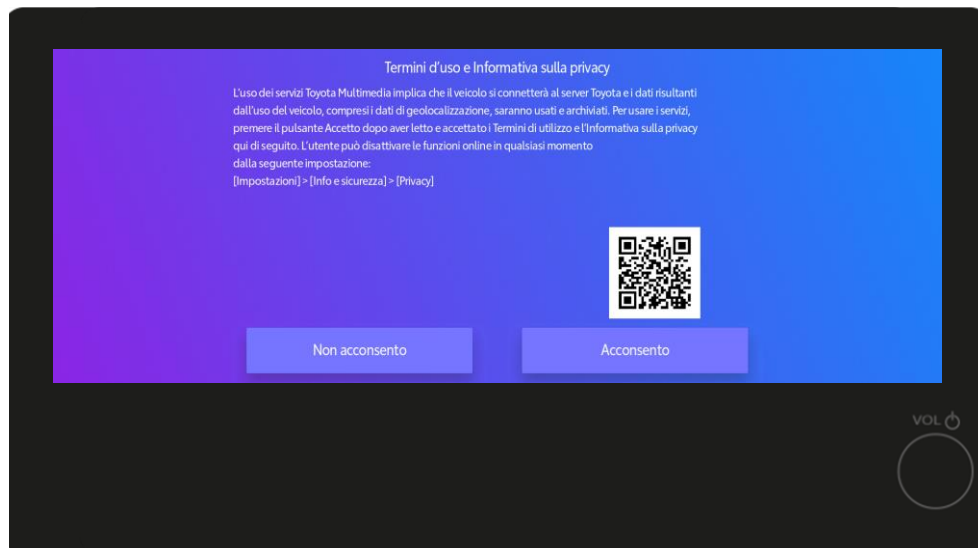 Termini d'uso e Informativa sulla privacy
L'uso dei servizi Toyota Multimedia implica che il veicolo si connetterà al server Toyota e i dati risultanti
dall'uso del veicolo, compresi i dati di geolocalizzazione, saranno usati e archiviati. Per usare i servizi,
premere il pulsante Accetto dopo aver letto e accettato i Termini di utilizzo e l'Informativa sulla privacy
qui di seguito. L'utente può disattivare le funzioni online in qualsiasi momento
dalla seguente impostazione:
[Impostazioni] > [Info e sicurezza] > [Privacy]
Non acconsento
Acconsento
VOL